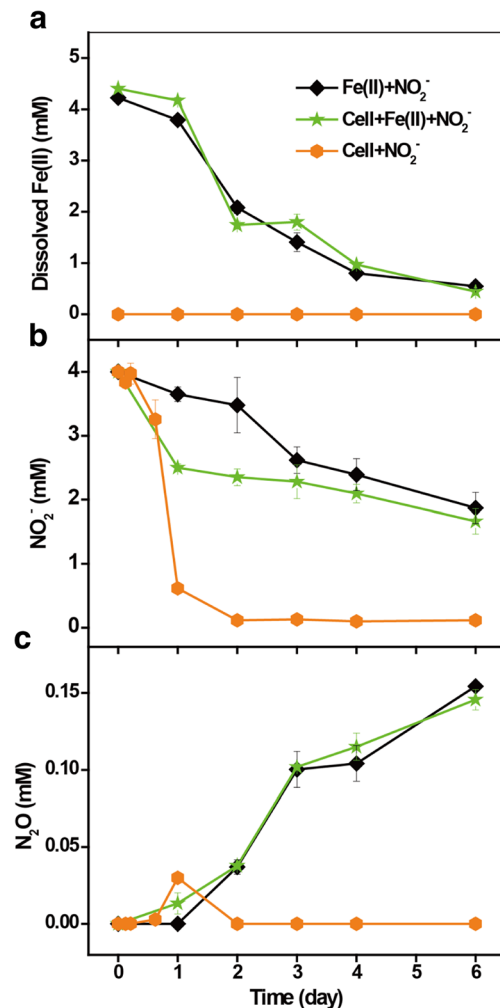 a
5
4
3
2
1
0
Dissolved Fe(II) (mM)
Fe(II)+NO₂⁻
Cell+Fe(II)+NO₂⁻
Cell+NO₂⁻
b
4
3
2
1
0
NO₂⁻ (mM)
c
0.15
0.10
0.05
0.00
N₂O (mM)
0 1 2 3 4 5 6
Time (day)